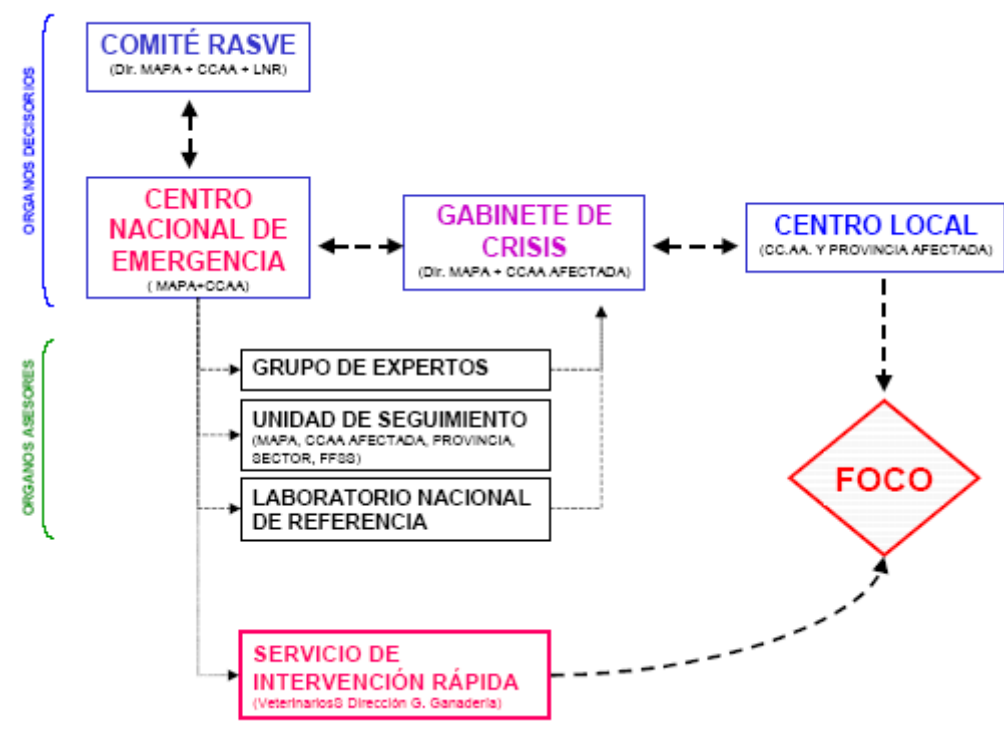 ORGANOS DECISORIOS
COMITÉ RASVE
(Dir. MAPA + CCAA + LNR)
CENTRO
NACIONAL DE
EMERGENCIA
( MAPA+CCAA)
GABINETE DE
CRISIS
(Dir. MAPA + CCAA AFECTADA)
CENTRO LOCAL
(CC.AA. Y PROVINCIA AFECTADA)
ORGANOS ASESORES
GRUPO DE EXPERTOS
UNIDAD DE SEGUIMIENTO
(MAPA, CCAA AFECTADA, PROVINCIA,
SECTOR, FFSS)
LABORATORIO NACIONAL
DE REFERENCIA
FOCO
SERVICIO DE
INTERVENCIÓN RÁPIDA
(VeterinariosS Dirección G. Ganadería)